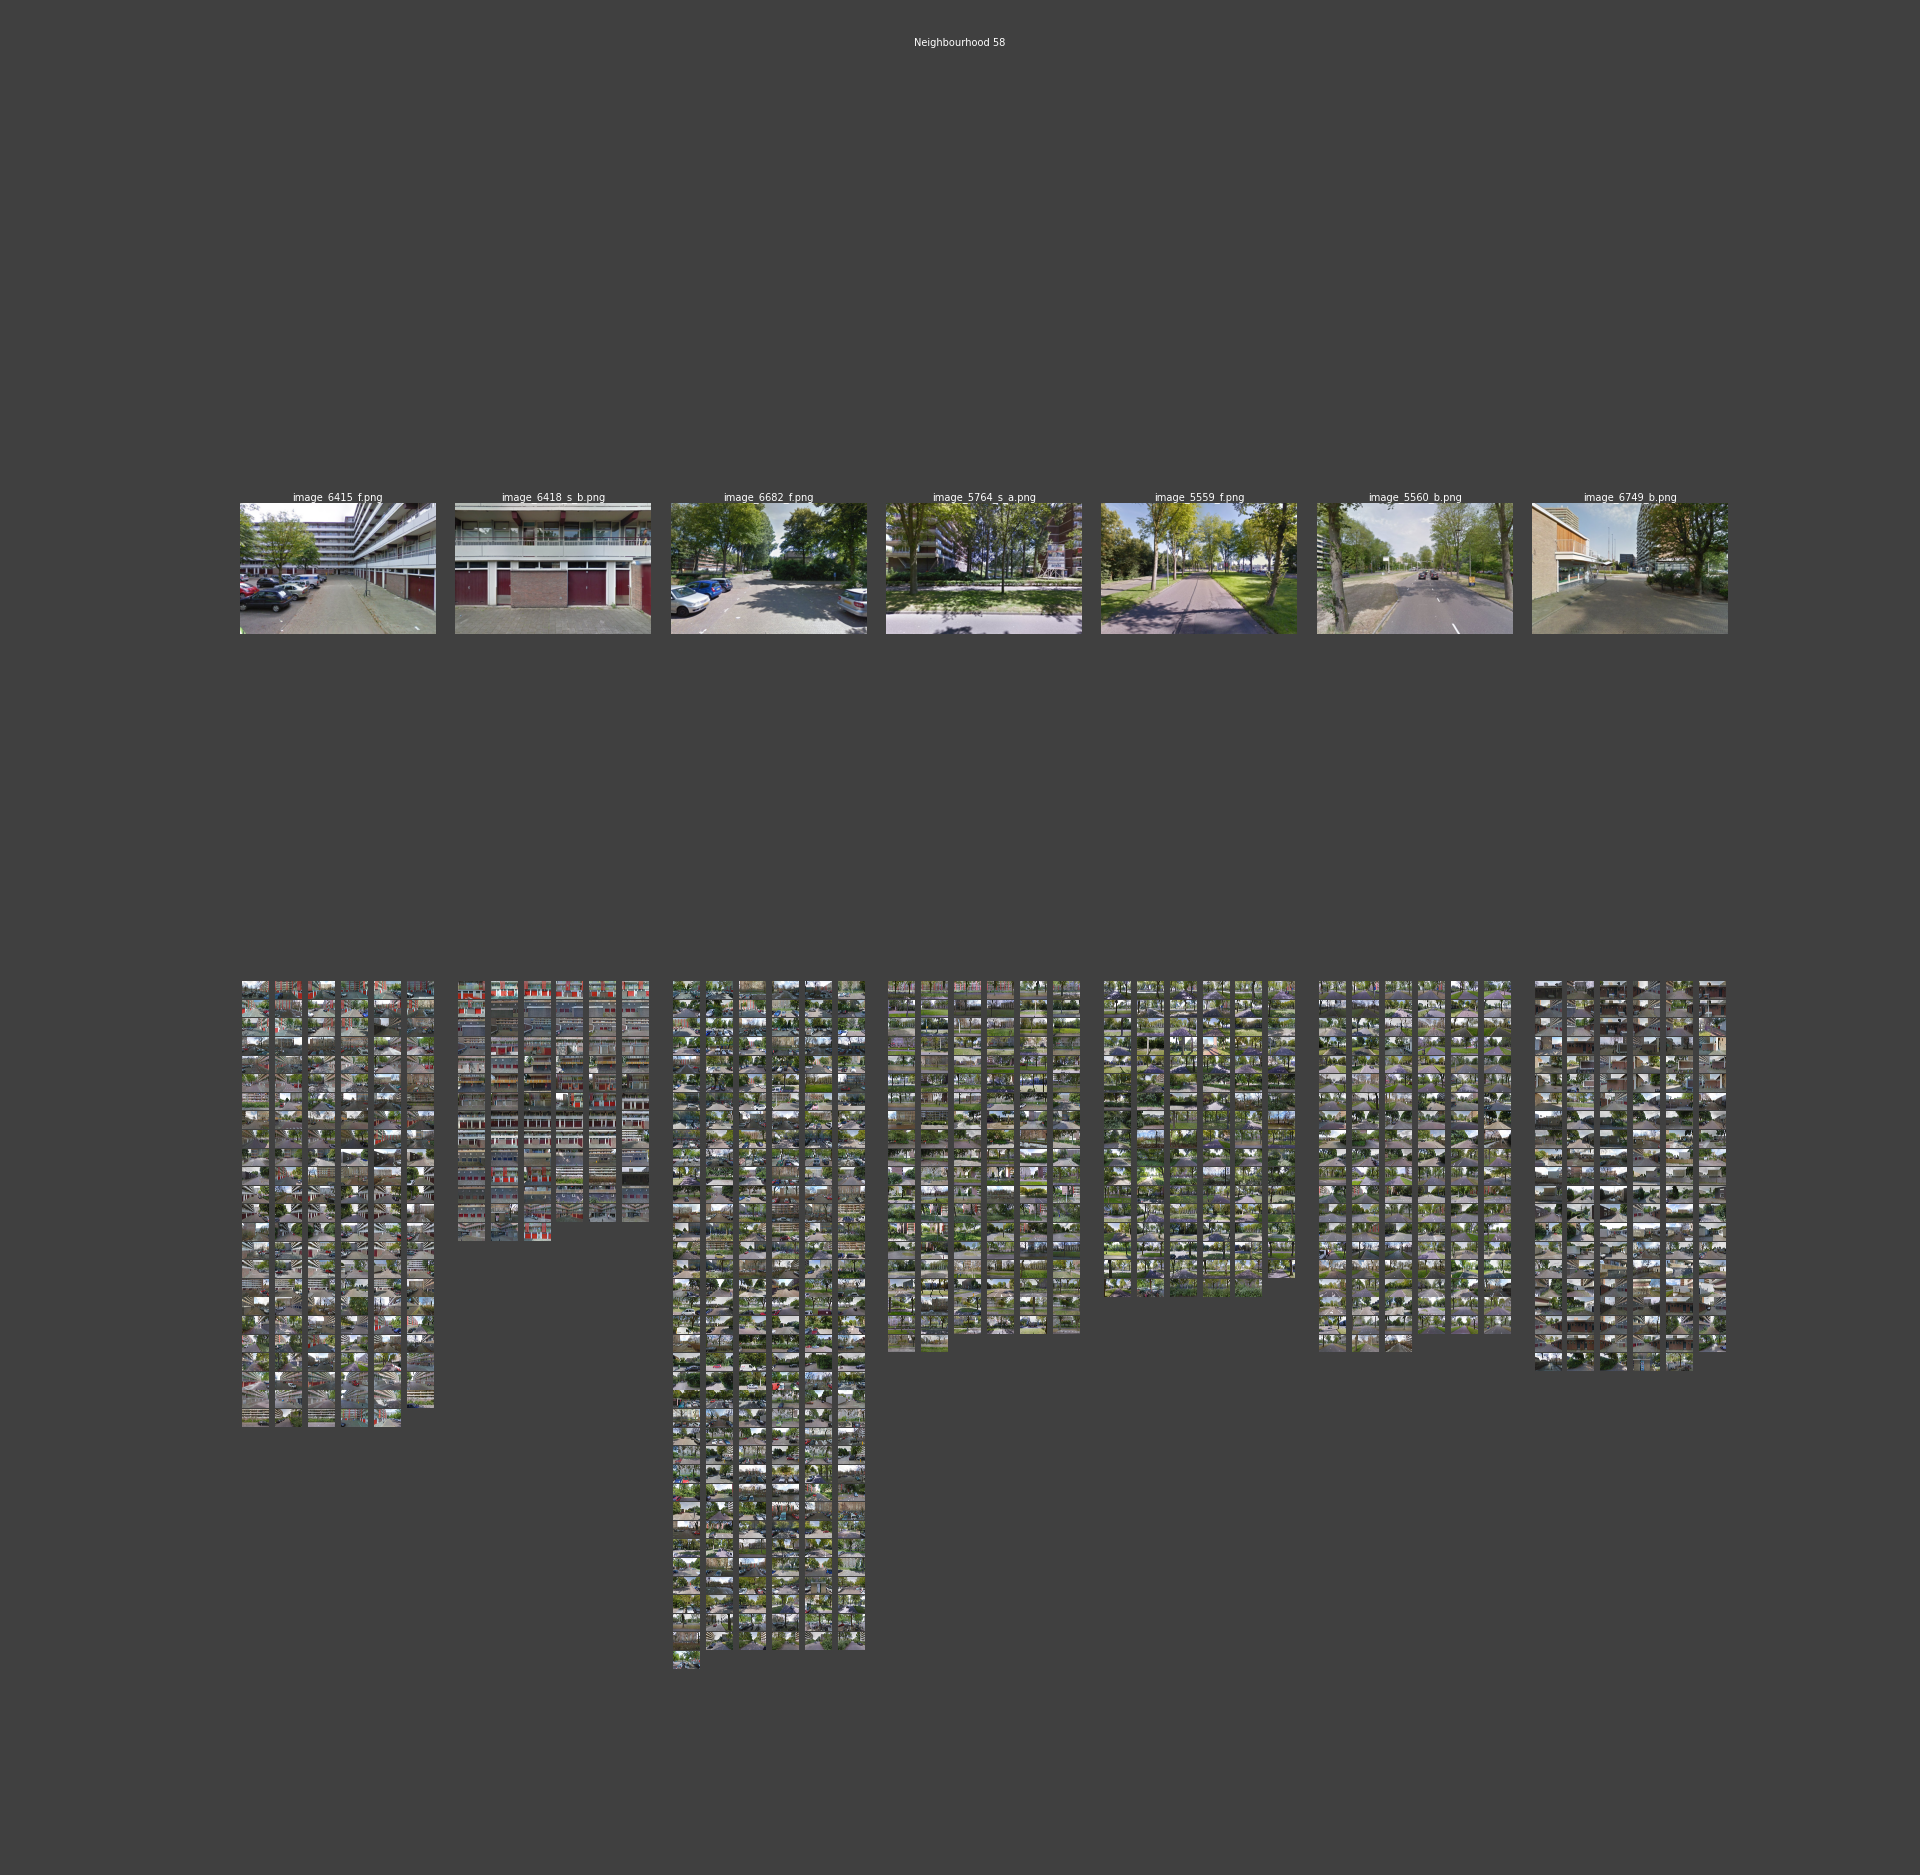 Neighbourhood 58
image_6415_f.png
image_6418_s_b.png
image_6682_f.png
image_5764_s_a.png
image_5559_f.png
image_5560_b.png
image_6749_b.png